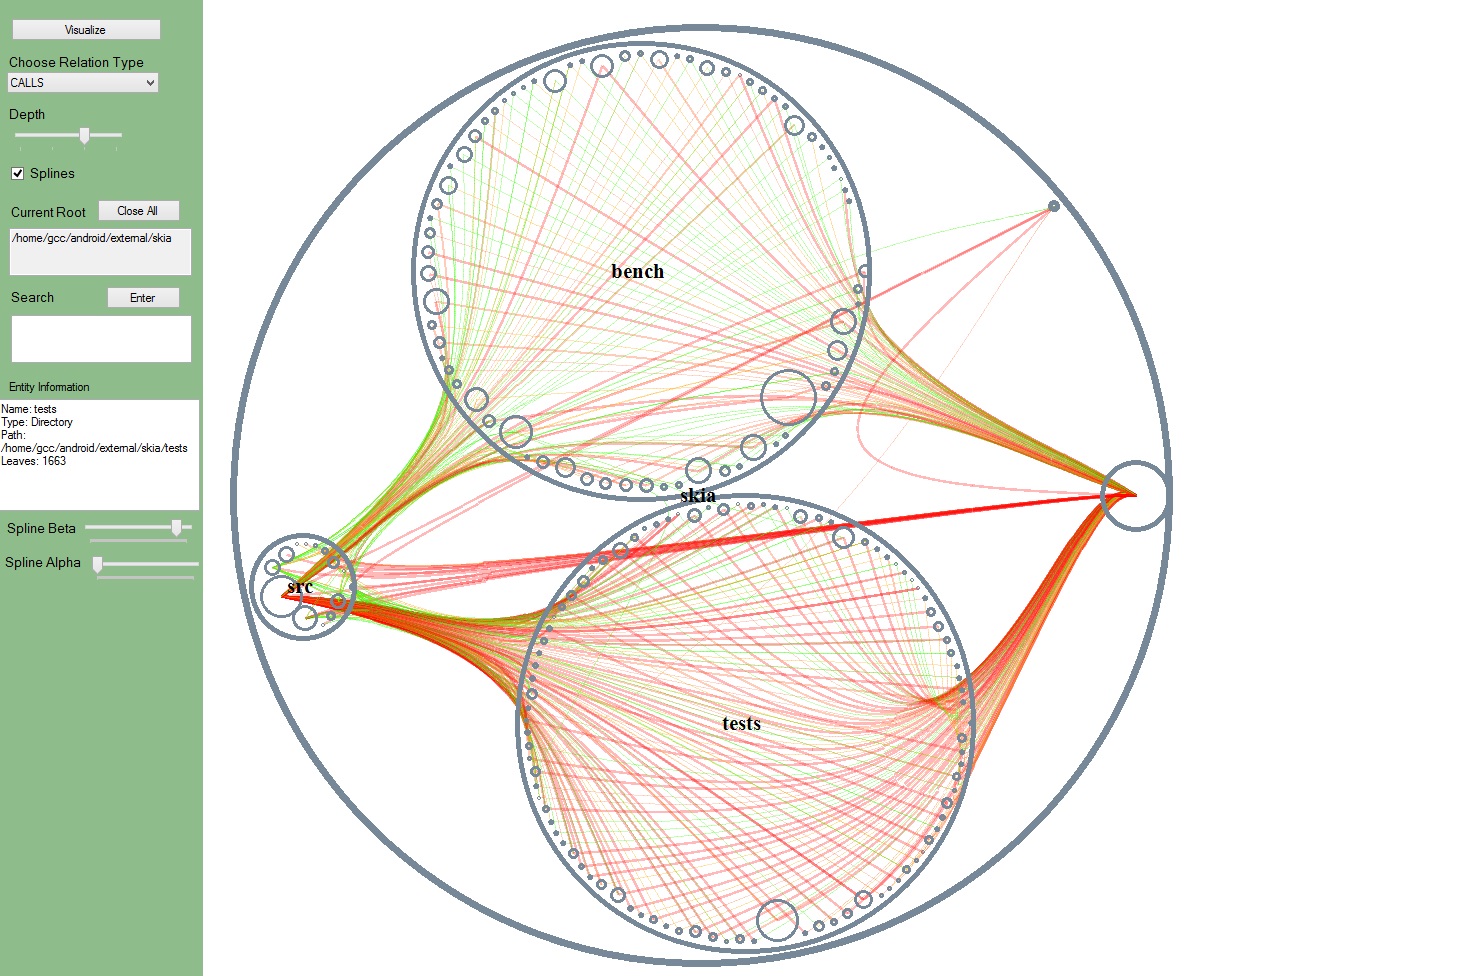 Visualize
Choose Relation Type
CALLS
Depth
Splines
Current Root
Close All
/home/gcc/android/external/skia
Search
Enter
Entity Information
Name: tests
Type: Directory
Path:
/home/gcc/android/external/skia/tests
Leaves: 1663
Spline Beta
Spline Alpha
bench
skia
src
tests